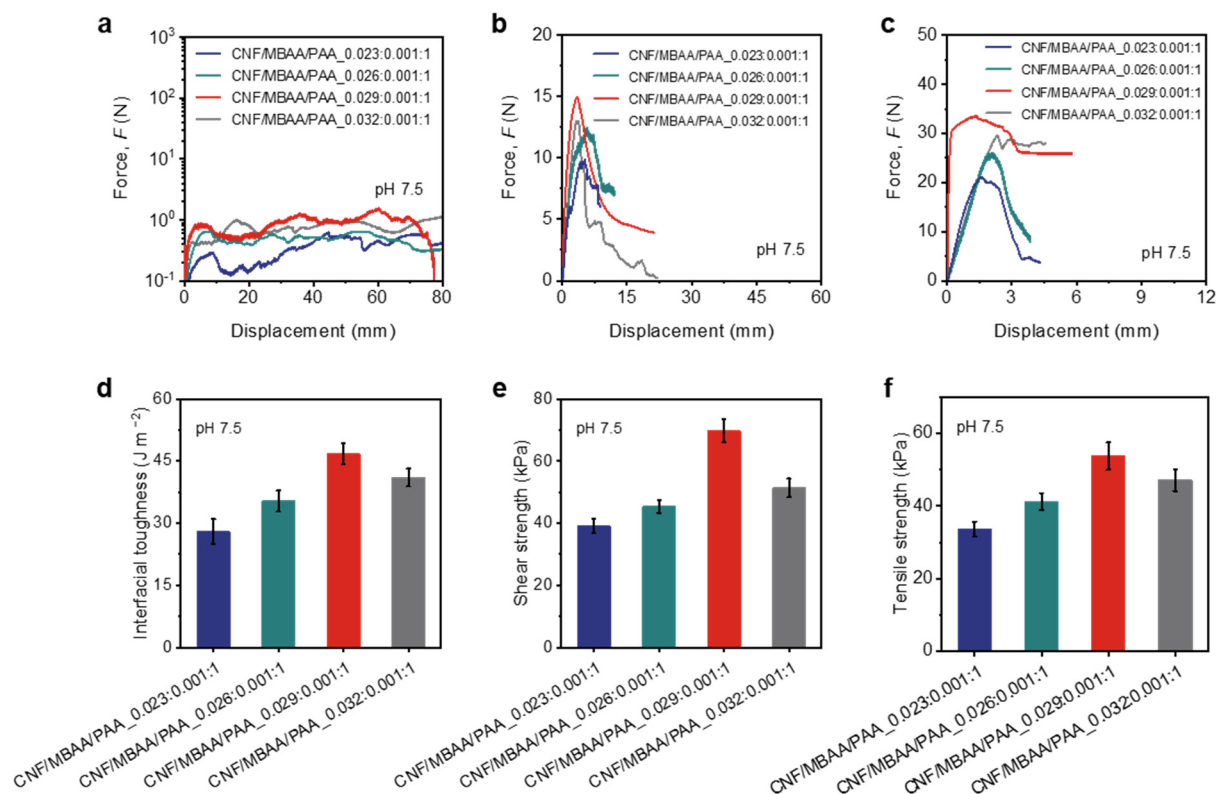 a
10³
10²
10¹
10⁰
10⁻¹
Force, F (N)
CNF/MBAA/PAA_0.023:0.001:1
CNF/MBAA/PAA_0.026:0.001:1
CNF/MBAA/PAA_0.029:0.001:1
CNF/MBAA/PAA_0.032:0.001:1
pH 7.5
0 20 40 60 80
Displacement (mm)
b
20
15
10
5
0
Force, F (N)
CNF/MBAA/PAA_0.023:0.001:1
CNF/MBAA/PAA_0.026:0.001:1
CNF/MBAA/PAA_0.029:0.001:1
CNF/MBAA/PAA_0.032:0.001:1
pH 7.5
0 15 30 45 60
Displacement (mm)
c
50
40
30
20
10
0
Force, F (N)
CNF/MBAA/PAA_0.023:0.001:1
CNF/MBAA/PAA_0.026:0.001:1
CNF/MBAA/PAA_0.029:0.001:1
CNF/MBAA/PAA_0.032:0.001:1
pH 7.5
0 3 6 9 12
Displacement (mm)
d
60
45
30
15
0
Interfacial toughness (J m⁻²)
pH 7.5
CNF/MBAA/PAA_0.023:0.001:1
CNF/MBAA/PAA_0.026:0.001:1
CNF/MBAA/PAA_0.029:0.001:1
CNF/MBAA/PAA_0.032:0.001:1
e
80
60
40
20
0
Shear strength (kPa)
pH 7.5
CNF/MBAA/PAA_0.023:0.001:1
CNF/MBAA/PAA_0.026:0.001:1
CNF/MBAA/PAA_0.029:0.001:1
CNF/MBAA/PAA_0.032:0.001:1
f
60
40
20
0
Tensile strength (kPa)
pH 7.5
CNF/MBAA/PAA_0.023:0.001:1
CNF/MBAA/PAA_0.026:0.001:1
CNF/MBAA/PAA_0.029:0.001:1
CNF/MBAA/PAA_0.032:0.001:1